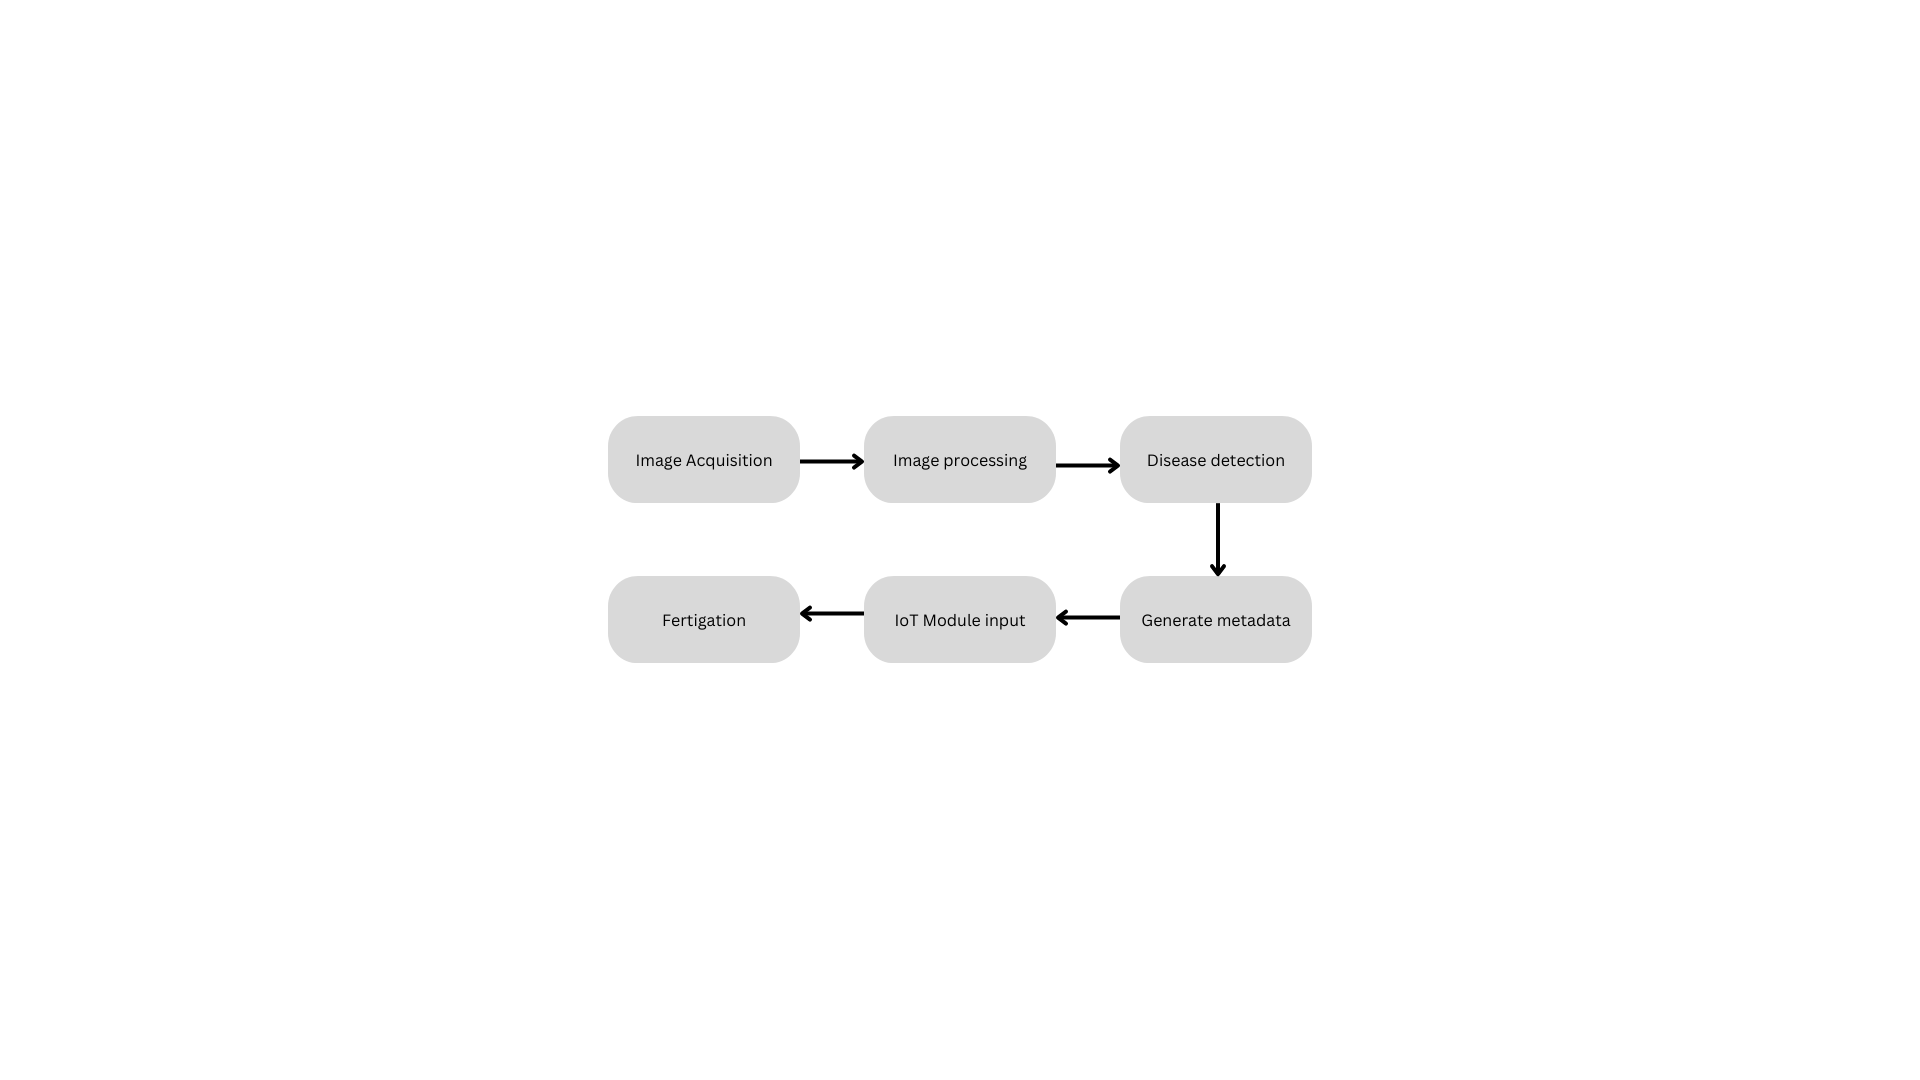 Image Acquisition
Image processing
Disease detection
Fertigation
IoT Module input
Generate metadata